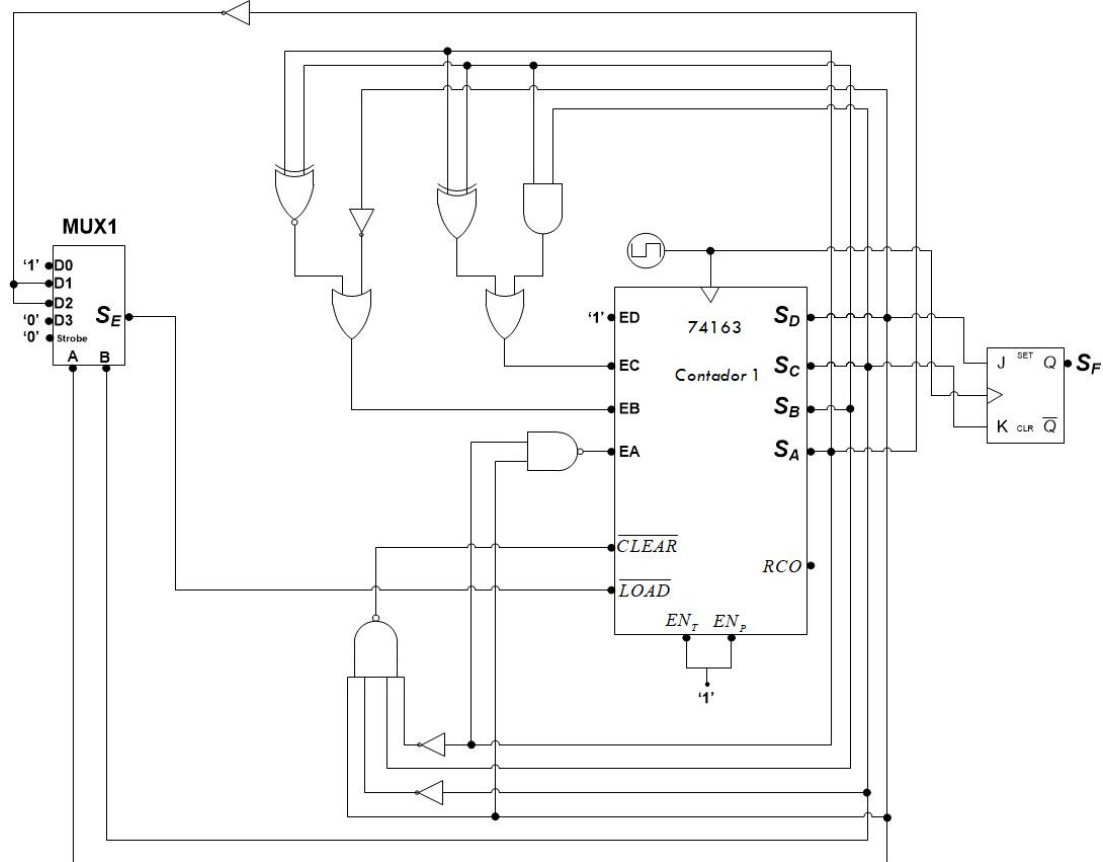 MUX1
'1' D0
D1
D2
'0' D3
'0' Strobe
S_E
A B
'1' ED
EC
EB
EA
74163
Contador 1
S_D
S_C
S_B
S_A
CLEAR
LOAD
RCO
EN_T EN_P
'1'
J SET Q S_F
K CLR Q